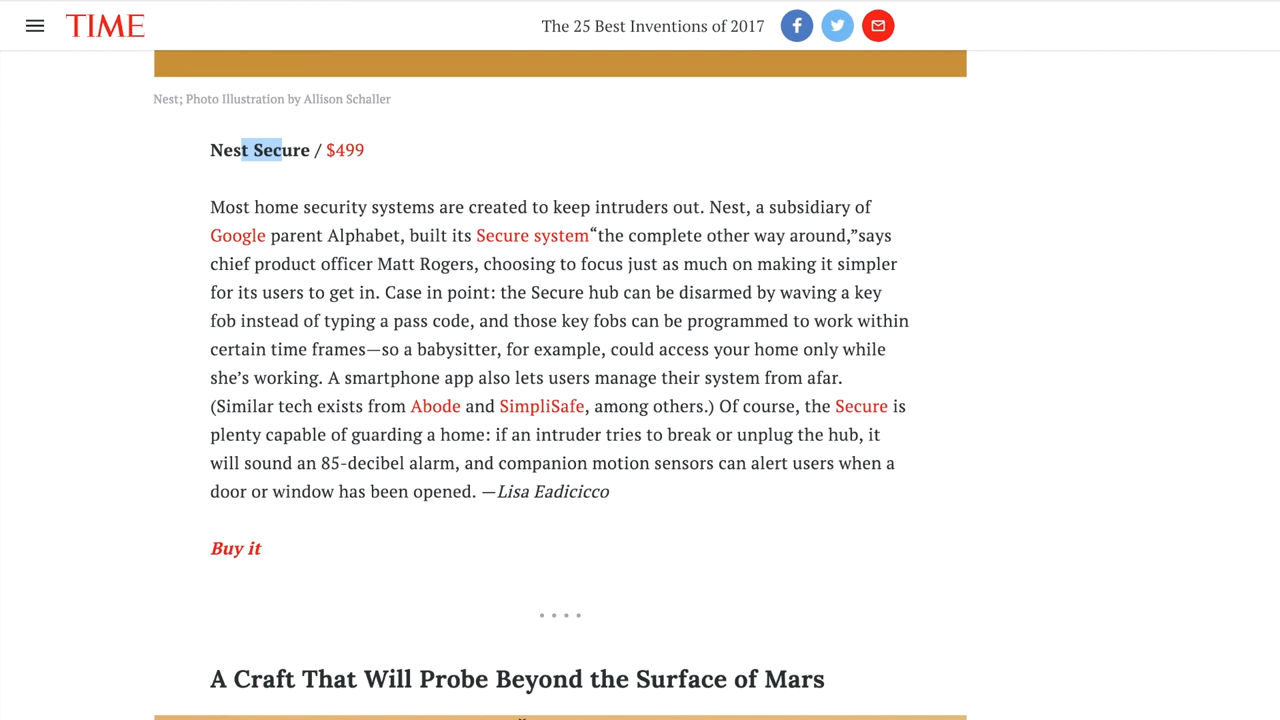 TIME
The 25 Best Inventions of 2017
Nest; Photo Illustration by Allison Schaller
Nest Secure / $499
Most home security systems are created to keep intruders out. Nest, a subsidiary of
Google parent Alphabet, built its Secure system“the complete other way around,”says
chief product officer Matt Rogers, choosing to focus just as much on making it simpler
for its users to get in. Case in point: the Secure hub can be disarmed by waving a key
fob instead of typing a pass code, and those key fobs can be programmed to work within
certain time frames—so a babysitter, for example, could access your home only while
she’s working. A smartphone app also lets users manage their system from afar.
(Similar tech exists from Abode and SimpliSafe, among others.) Of course, the Secure is
plenty capable of guarding a home: if an intruder tries to break or unplug the hub, it
will sound an 85-decibel alarm, and companion motion sensors can alert users when a
door or window has been opened. —Lisa Eadicicco
Buy it
A Craft That Will Probe Beyond the Surface of Mars